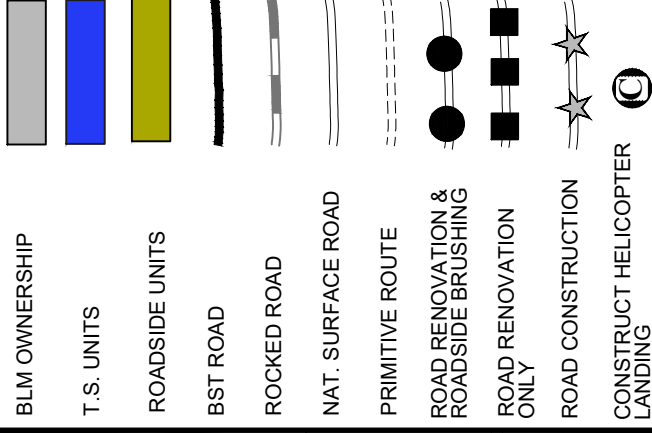 BLM OWNERSHIP
T.S. UNITS
ROADSIDE UNITS
BST ROAD
ROCKED ROAD
NAT. SURFACE ROAD
PRIMITIVE ROUTE
ROAD RENOVATION &
ROADSIDE BRUSHING
ROAD RENOVATION
ONLY
ROAD CONSTRUCTION
CONSTRUCT HELICOPTER
LANDING
C